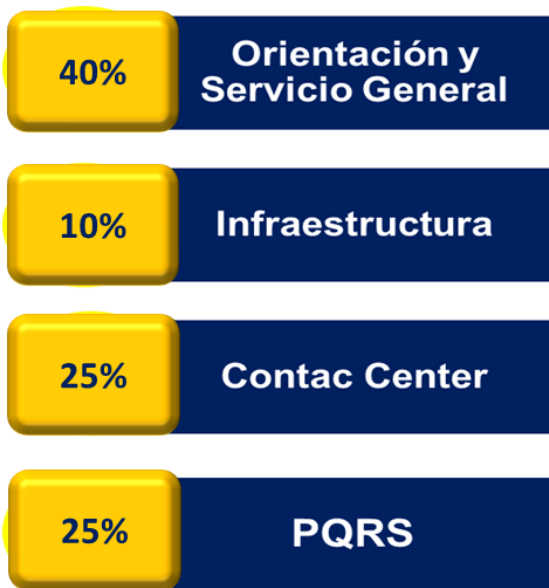 40%
Orientación y
Servicio General
10%
Infraestructura
25%
Contac Center
25%
PQRS